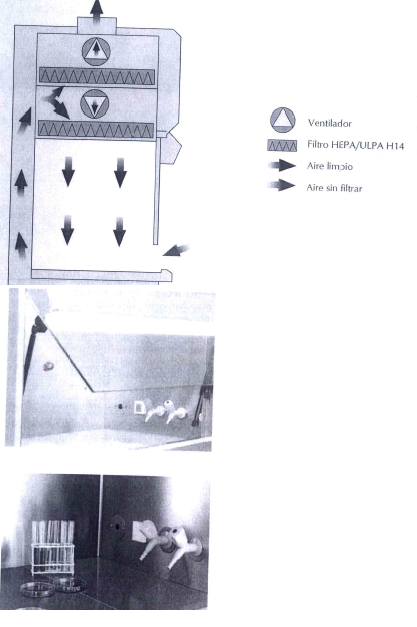 Ventilador
Filtro HEPA/ULPA H14
Aire limpio
Aire sin filtrar